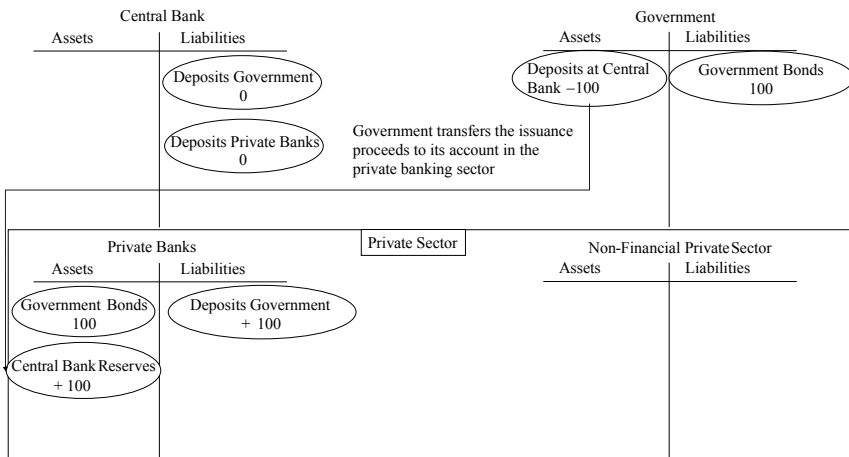 Central Bank
Assets
Liabilities
Deposits Government
0
Deposits Private Banks
0
Government
Assets
Liabilities
Deposits at Central
Bank –100
Government Bonds
100
Government transfers the issuance
proceeds to its account in the
private banking sector
Private Sector
Private Banks
Assets
Liabilities
Government Bonds
100
Deposits Government
+ 100
Central Bank Reserves
+ 100
Non-Financial Private Sector
Assets
Liabilities